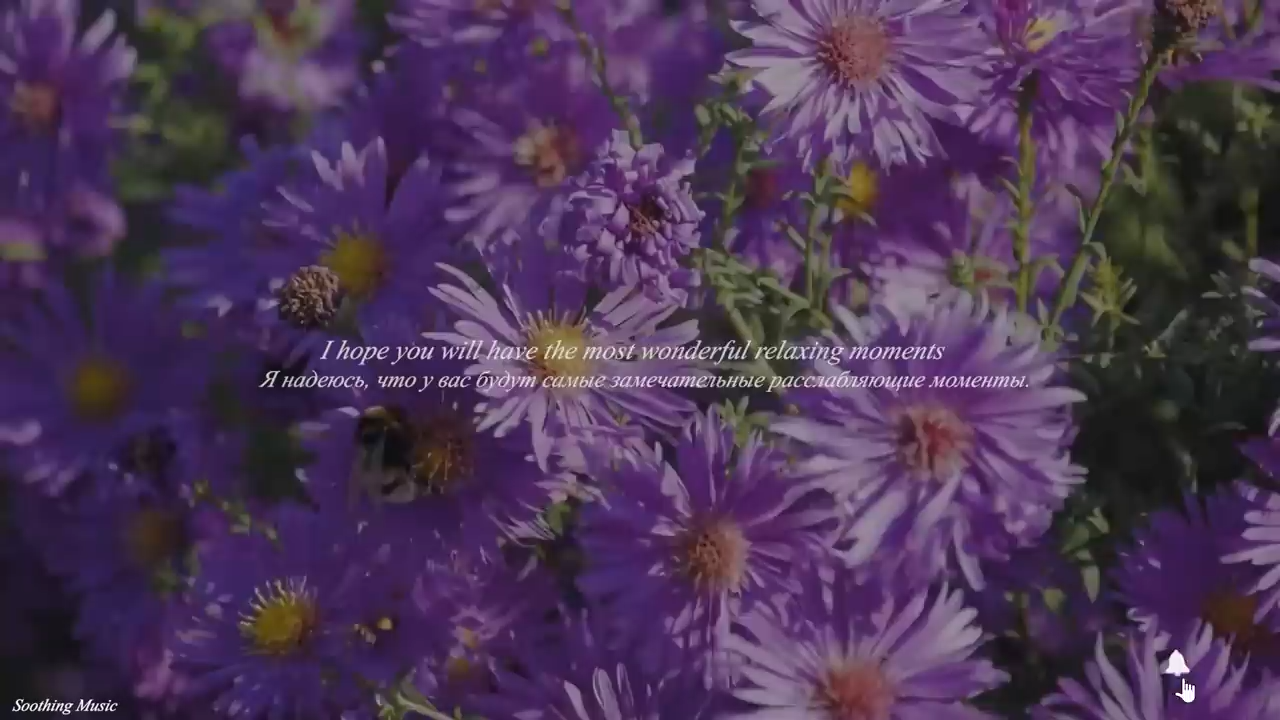 I hope you will have the most wonderful relaxing moments
Я надеюсь, что у вас будут самые замечательные расслабляющие моменты.
Soothing Music